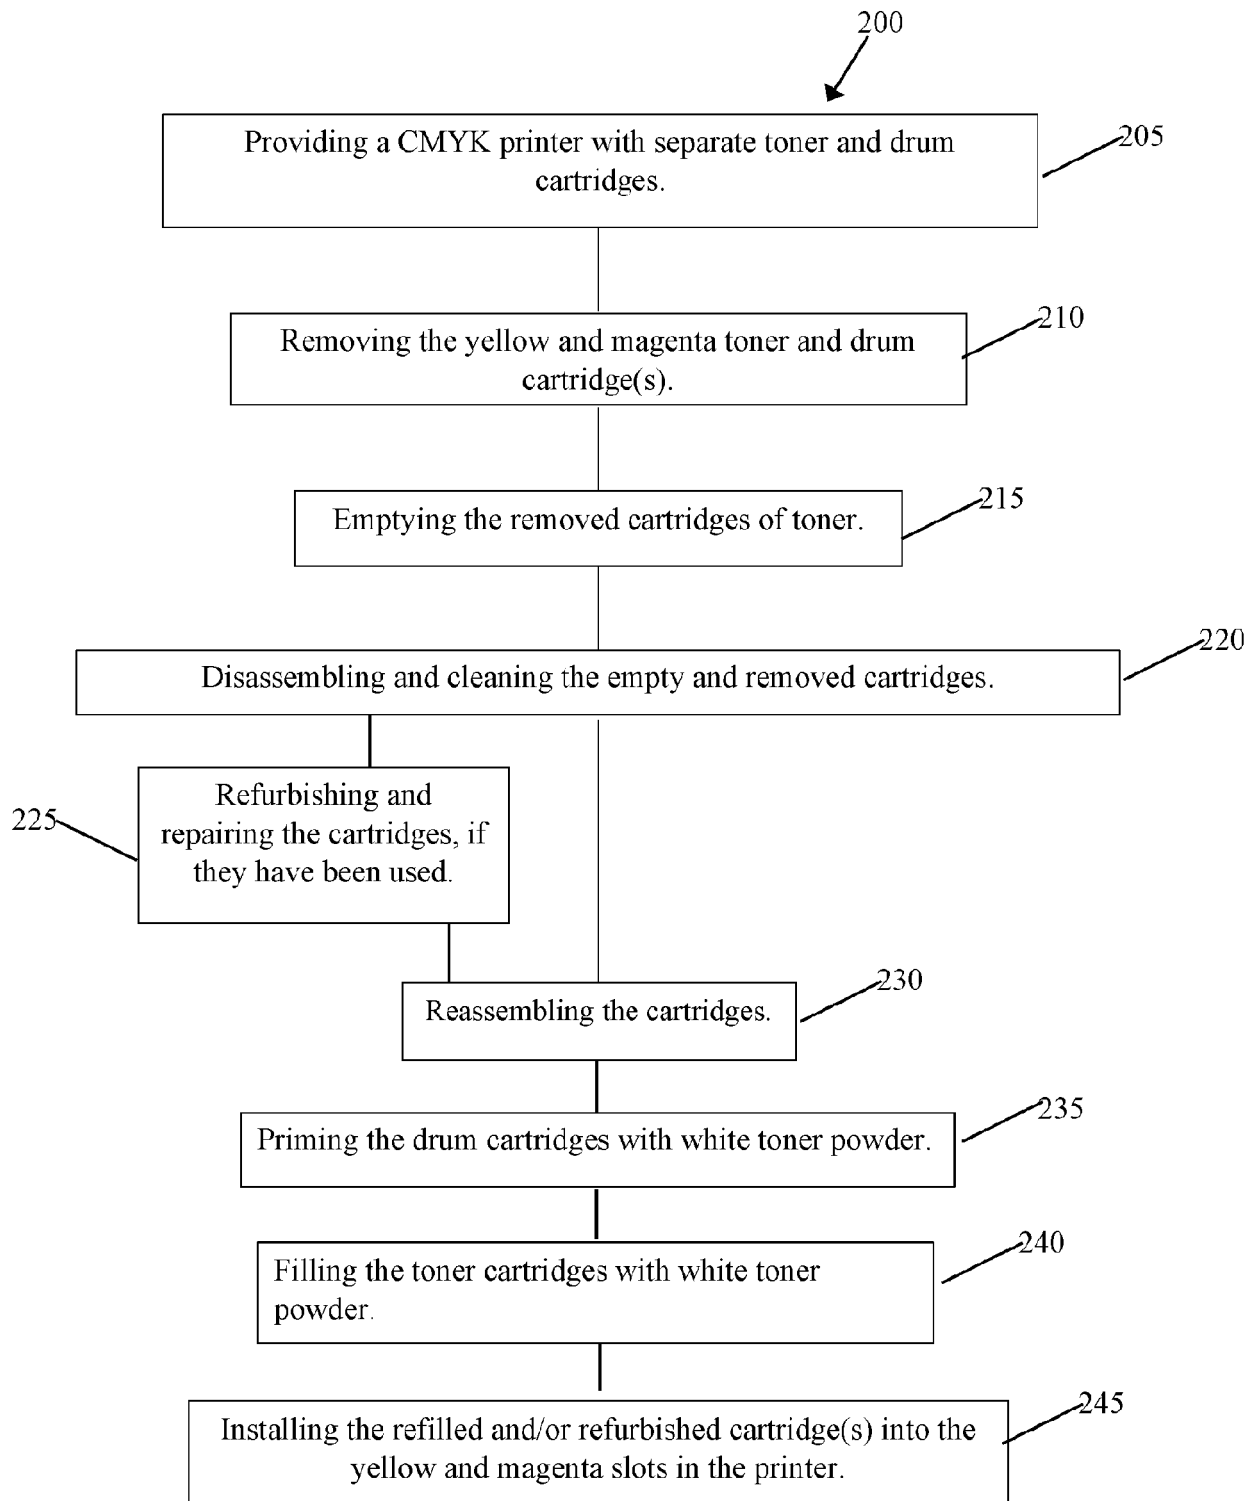 200
Providing a CMYK printer with separate toner and drum
cartridges.
205
Removing the yellow and magenta toner and drum
cartridge(s).
210
Emptying the removed cartridges of toner.
215
Disassembling and cleaning the empty and removed cartridges.
220
Refurbishing and
repairing the cartridges, if
they have been used.
225
Reassembling the cartridges.
230
Priming the drum cartridges with white toner powder.
235
Filling the toner cartridges with white toner
powder.
240
Installing the refilled and/or refurbished cartridge(s) into the
yellow and magenta slots in the printer.
245